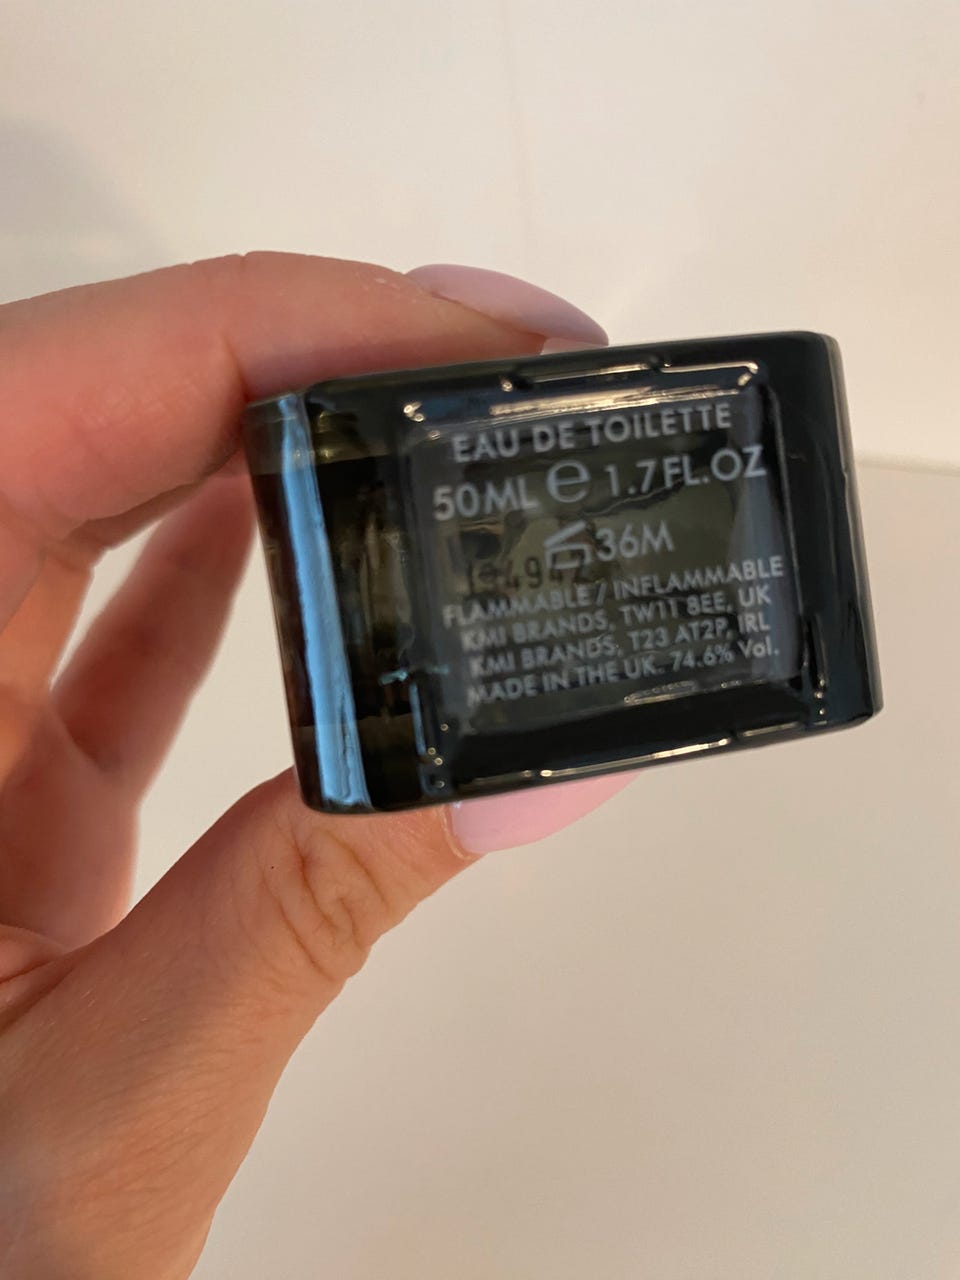 EAU DE TOILETTE
50ML ℮ 1.7FL.OZ
36M
FLAMMABLE / INFLAMMABLE
KMI BRANDS, TW11 8EE, UK
KMI BRANDS, T23 AT2P, IRL
MADE IN THE UK. 74.6% Vol.